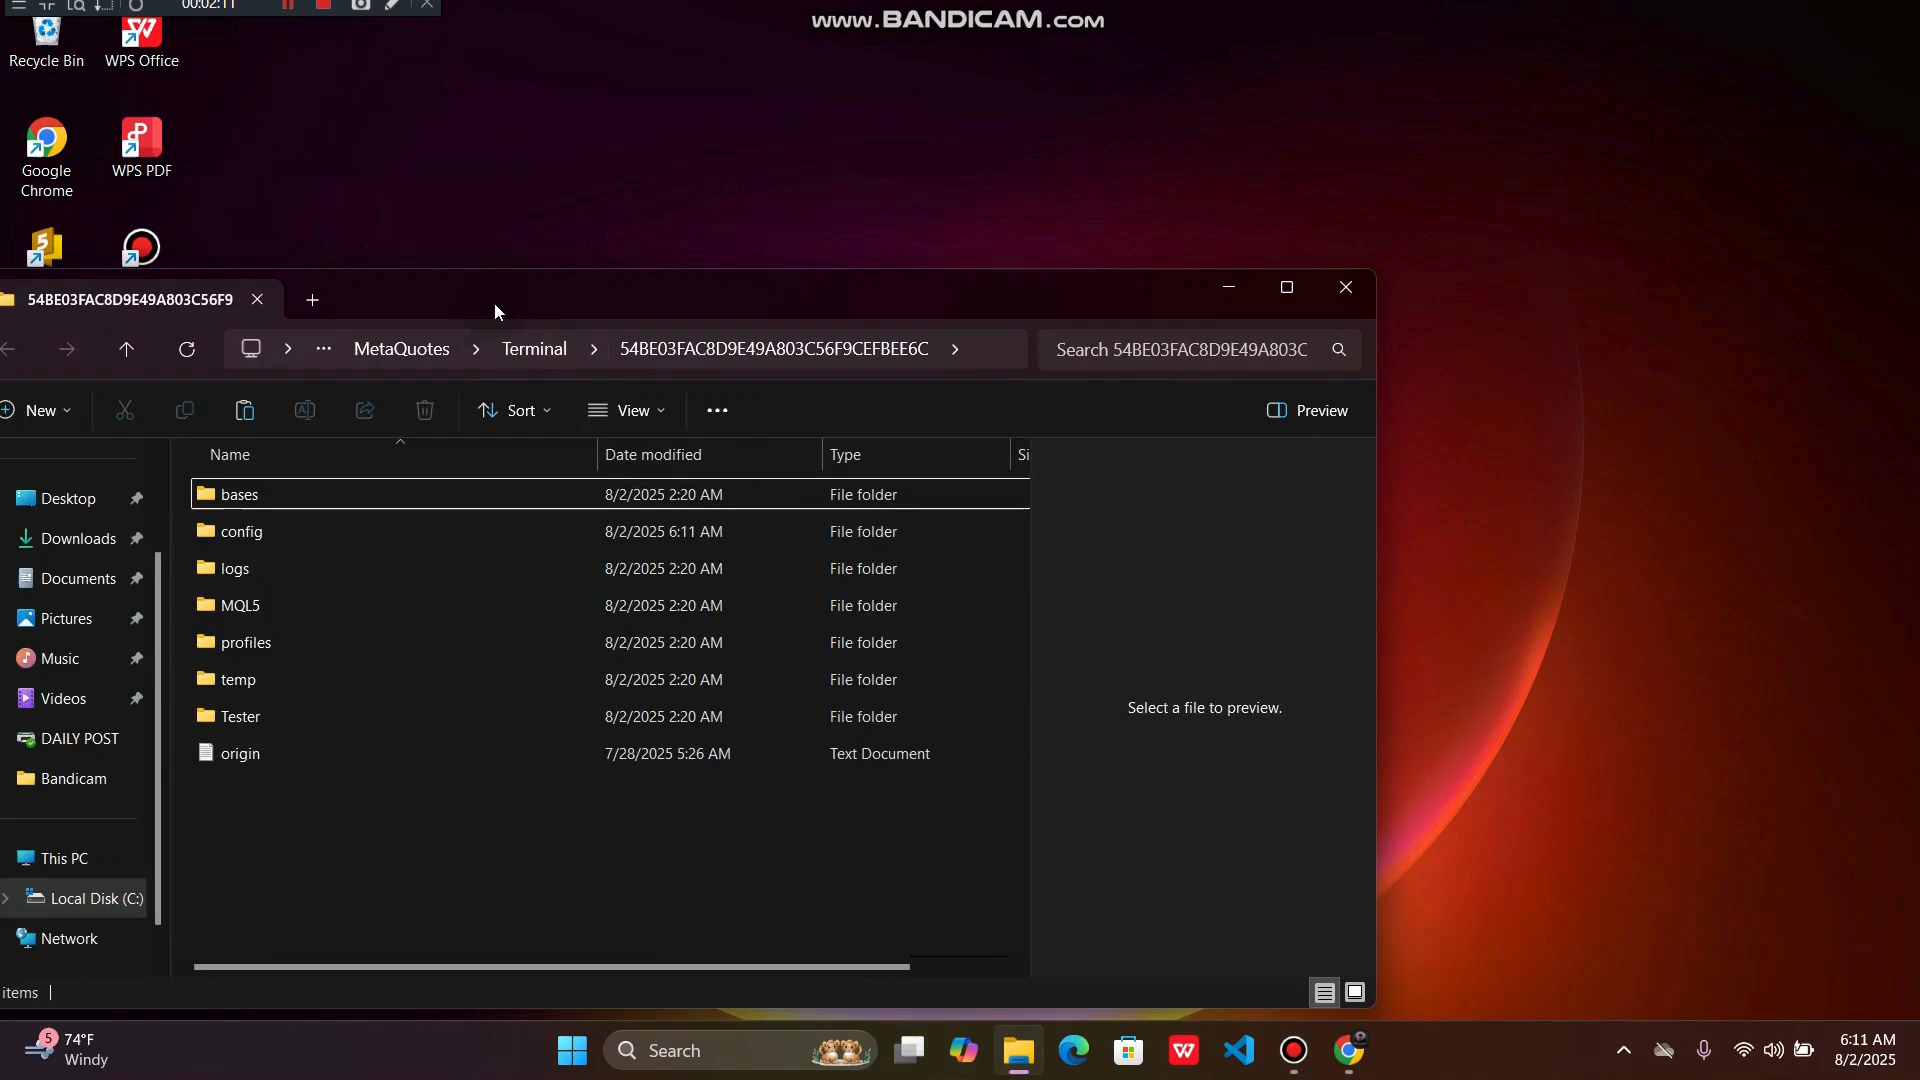 00:02:11
www.BANDICAM.com
Recycle Bin
WPS Office
Google
Chrome
WPS PDF
54BE03FAC8D9E49A803C56F9
MetaQuotes
Terminal
54BE03FAC8D9E49A803C56F9CEFBEE6C
Search 54BE03FAC8D9E49A803C
New
Sort
View
Preview
Name
Date modified
Type
Si
Desktop
Downloads
Documents
Pictures
Music
Videos
DAILY POST
Bandicam
This PC
Local Disk (C:)
Network
bases 8/2/2025 2:20 AM File folder
config 8/2/2025 6:11 AM File folder
logs 8/2/2025 2:20 AM File folder
MQL5 8/2/2025 2:20 AM File folder
profiles 8/2/2025 2:20 AM File folder
temp 8/2/2025 2:20 AM File folder
Tester 8/2/2025 2:20 AM File folder
origin 7/28/2025 5:26 AM Text Document
Select a file to preview.
items
5
74°F
Windy
Search
6:11 AM
8/2/2025